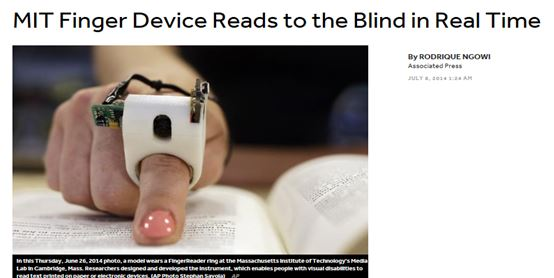 MIT Finger Device Reads to the Blind in Real Time
By RODRIQUE NGOWI
Associated Press
JULY 8, 2014 1:24 AM
In this Thursday, June 26, 2014 photo, a model wears a FingerReader ring at the Massachusetts Institute of Technology's Media
Lab in Cambridge, Mass. Researchers designed and developed the instrument, which enables people with visual disabilities to
read text printed on paper or electronic devices. (AP Photo Stephan Savoia) AP